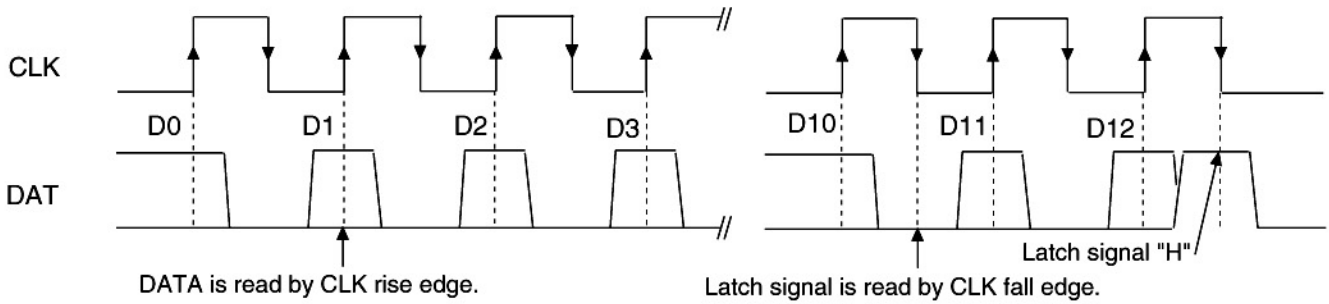 CLK
D0
D1
D2
D3
D10
D11
D12
DAT
Latch signal "H"
DATA is read by CLK rise edge.
Latch signal is read by CLK fall edge.